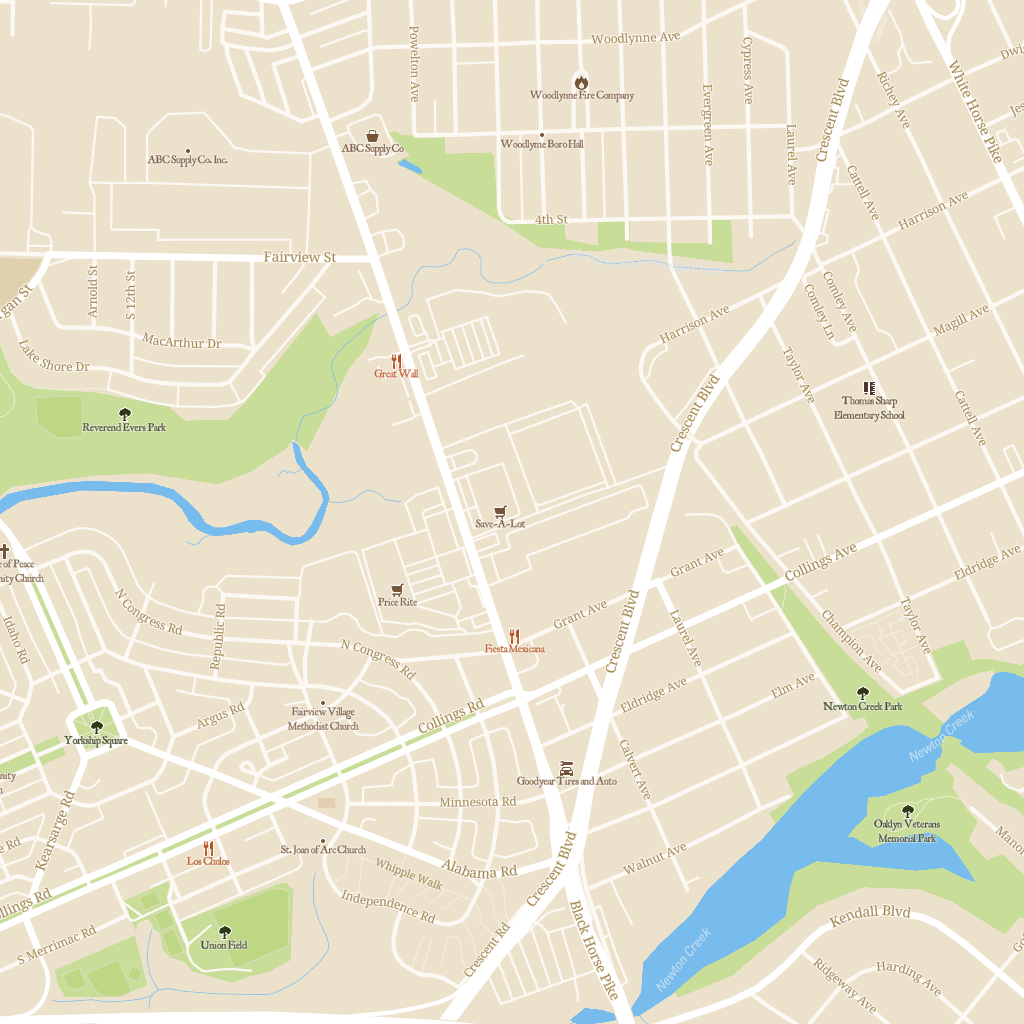 Woodlynne Ave
Powelton Ave
Cypress Ave
Evergreen Ave
Laurel Ave
Crescent Blvd
Richey Ave
White Horse Pike
Woodlynne Fire Company
Woodlynne Boro Hall
ABC Supply Co
ABC Supply Co. Inc.
Cattell Ave
Harrison Ave
4th St
Fairview St
Arnold St
S 12th St
MacArthur Dr
Lake Shore Dr
Comley Ave
Comley Ln
Magill Ave
Harrison Ave
Taylor Ave
Great Wall
Crescent Blvd
Thomas Sharp
Elementary School
Cattell Ave
Reverend Evers Park
Save-A-Lot
Grant Ave
Collings Ave
Eldridge Ave
e of Peace
nity Church
Price Rite
N Congress Rd
Republic Rd
Idaho Rd
N Congress Rd
Grant Ave
Fiesta Mexicana
Crescent Blvd
Laurel Ave
Champion Ave
Taylor Ave
Elm Ave
Eldridge Ave
Newton Creek Park
Newton Creek
Argus Rd
Fairview Village
Methodist Church
Collings Rd
Yorkship Square
Calvert Ave
Goodyear Tires and Auto
Minnesota Rd
Kearsarge Rd
Oaklyn Veterans
Memorial Park
St. Joan of Arc Church
Los Chulos
Whipple Walk
Alabama Rd
Crescent Blvd
Walnut Ave
Independence Rd
llings Rd
S Merrimac Rd
Union Field
Crescent Rd
Black Horse Pike
Newton Creek
Kendall Blvd
Ridgeway Ave
Harding Ave